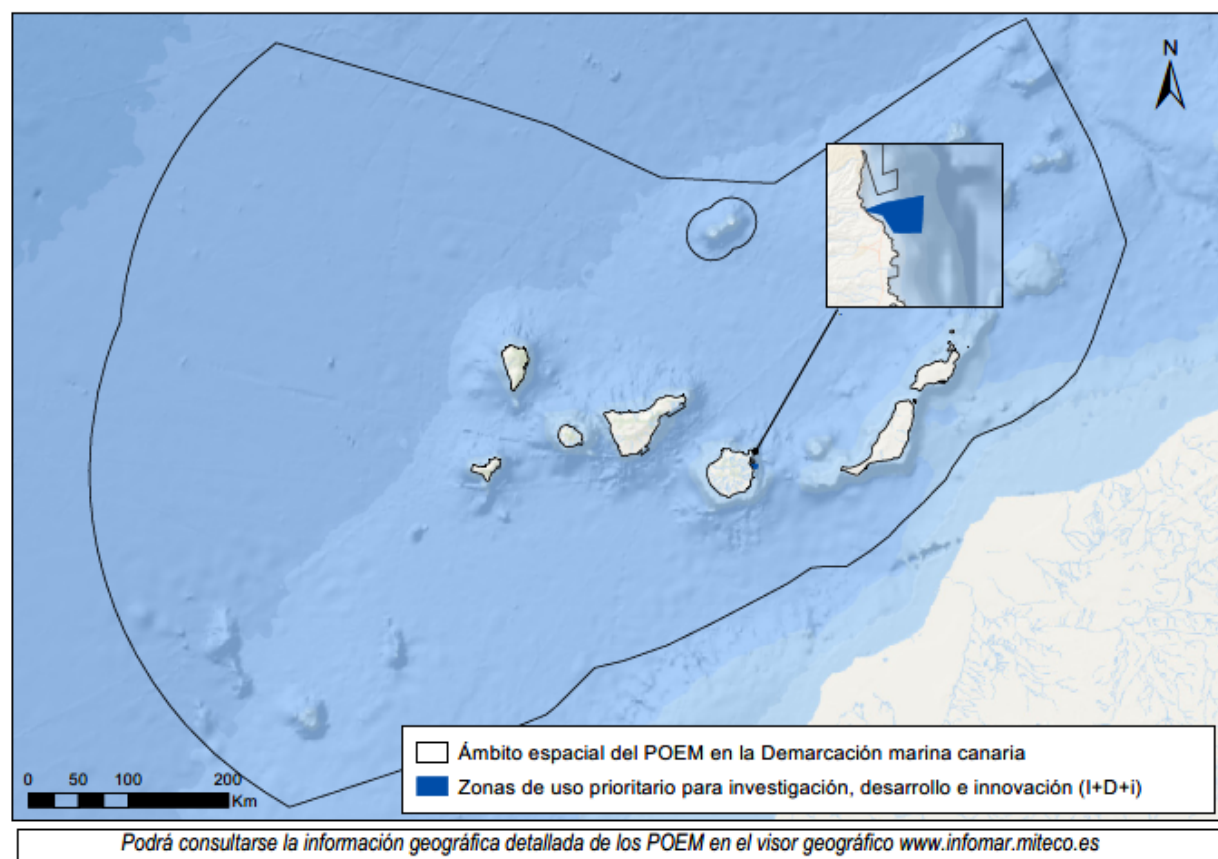 N
Ámbito espacial del POEM en la Demarcación marina canaria
Zonas de uso prioritario para investigación, desarrollo e innovación (I+D+i)
0 50 100 200
Km
Podrá consultarse la información geográfica detallada de los POEM en el visor geográfico www.infomar.miteco.es